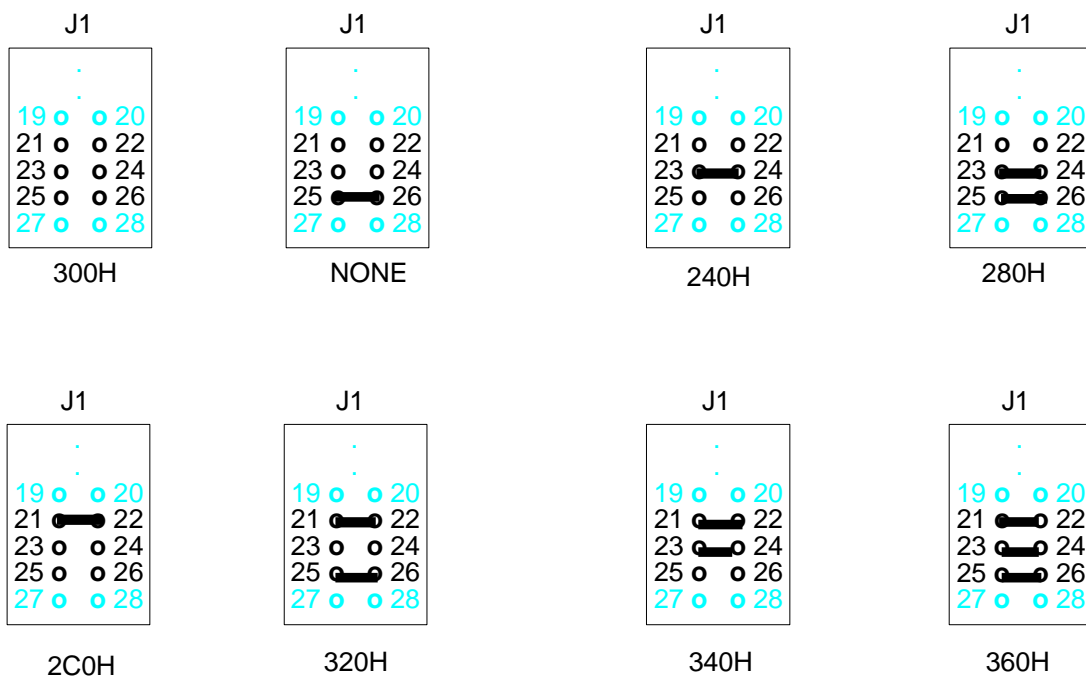 J1 J1 J1 J1
19 o o 20 19 o o 20 19 o o 20 19 o o 20
21 o o 22 21 o o 22 21 o o 22 21 o o 22
23 o o 24 23 o o 24 23 o o 24 23 o o 24
25 o o 26 25 o o 26 25 o o 26 25 o o 26
27 o o 28 27 o o 28 27 o o 28 27 o o 28
300H NONE 240H 280H
J1 J1 J1 J1
19 o o 20 19 o o 20 19 o o 20 19 o o 20
21 o o 22 21 o o 22 21 o o 22 21 o o 22
23 o o 24 23 o o 24 23 o o 24 23 o o 24
25 o o 26 25 o o 26 25 o o 26 25 o o 26
27 o o 28 27 o o 28 27 o o 28 27 o o 28
2C0H 320H 340H 360H